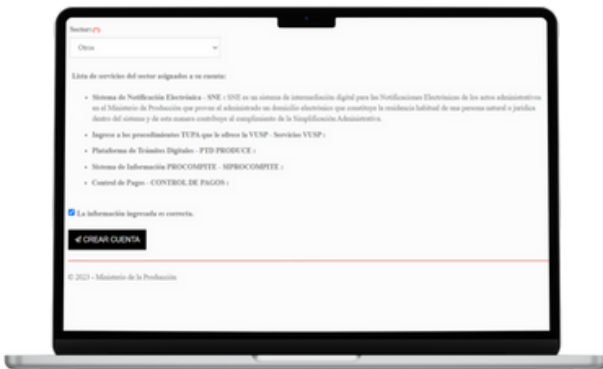 Sector: (*)
Otros
Lista de servicios del sector asignados a su cuenta:
Sistema de Notificación Electrónica - SNE : SNE es un sistema de intermediación digital para las Notificaciones Electrónicas de los actos administrativos
en el Ministerio de Producción que provee al administrado un domicilio electrónico que constituye la residencia habitual de una persona natural o jurídica
dentro del sistema y de esta manera contribuye al cumplimiento de la Simplificación Administrativa.
Ingrese a los procedimientos TUPA que le ofrece la VUSP - Servicios VUSP :
Plataforma de Trámites Digitales - PTD PRODUCE :
Sistema de Información PROCOMPITE - SIPROCOMPITE :
Control de Pagos - CONTROL DE PAGOS :
La información ingresada es correcta.
CREAR CUENTA
© 2023 - Ministerio de la Producción